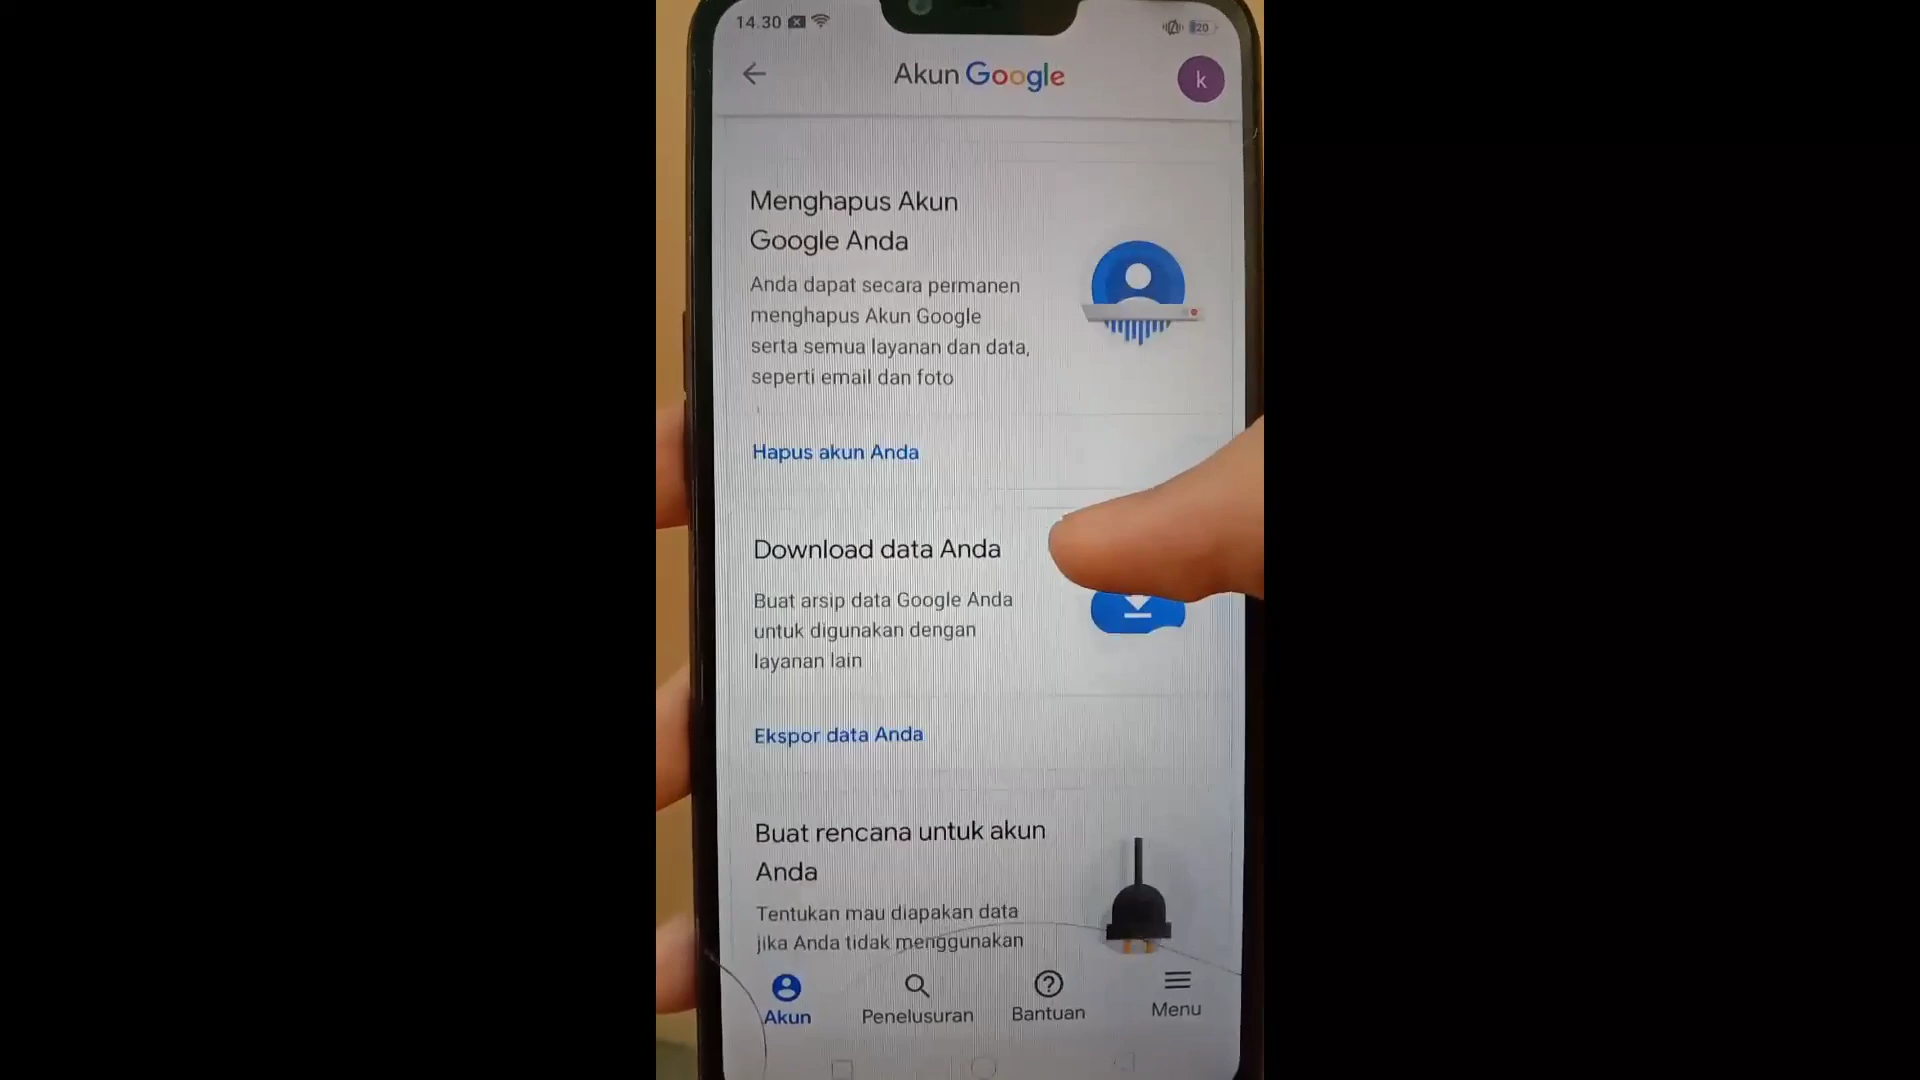 14.30
20
Akun Google
k
Menghapus Akun
Google Anda
Anda dapat secara permanen
menghapus Akun Google
serta semua layanan dan data,
seperti email dan foto
Hapus akun Anda
Download data Anda
Buat arsip data Google Anda
untuk digunakan dengan
layanan lain
Ekspor data Anda
Buat rencana untuk akun
Anda
Tentukan mau diapakan data
jika Anda tidak menggunakan
Akun
Penelusuran
Bantuan
Menu